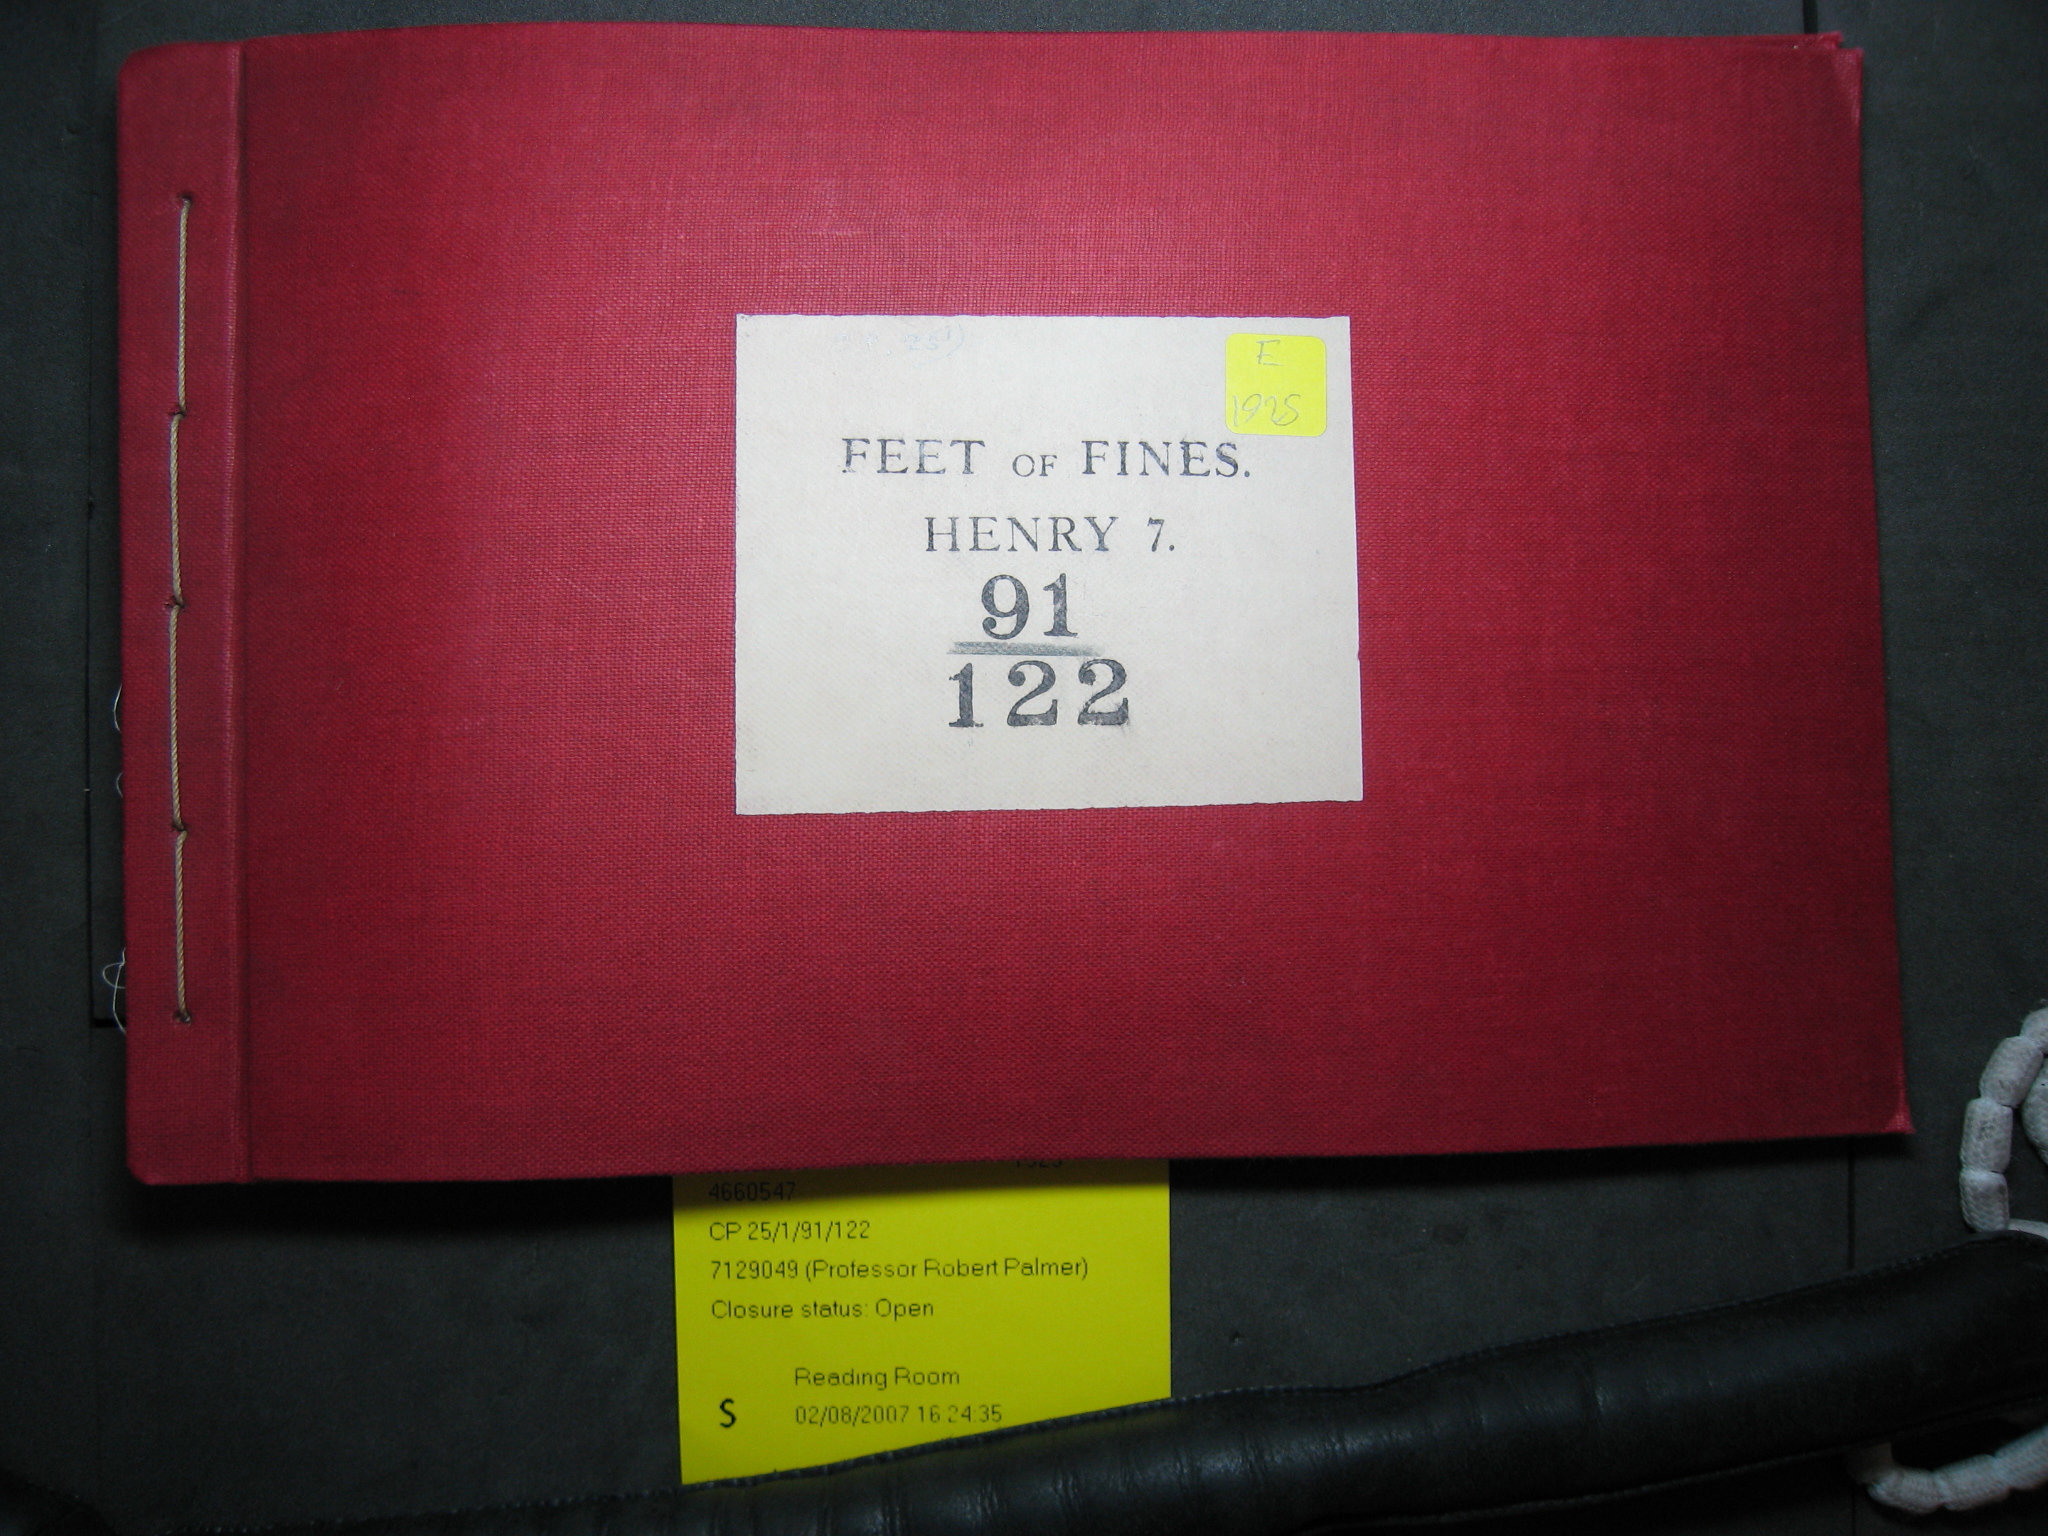 E
1925
FEET OF FINES.
HENRY 7.
91
122
4660547
CP 25/1/91/122
7129049 (Professor Robert Palmer)
Closure status: Open
Reading Room
S 02/08/2007 16:24:35